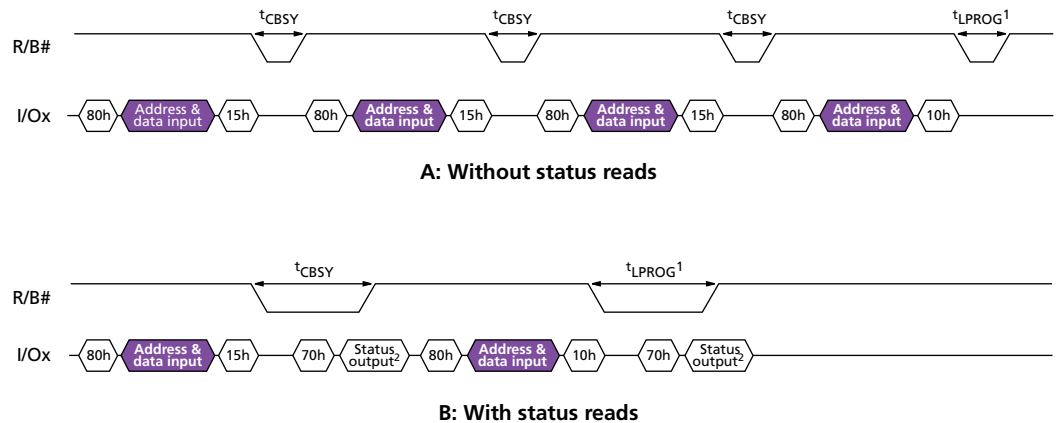 tCBSY tCBSY tCBSY tLPROG1
R/B#
I/Ox 80h Address & data input 15h 80h Address & data input 15h 80h Address & data input 15h 80h Address & data input 10h
A: Without status reads
tCBSY tLPROG1
R/B#
I/Ox 80h Address & data input 15h 70h Status output2 80h Address & data input 10h 70h Status output2
B: With status reads